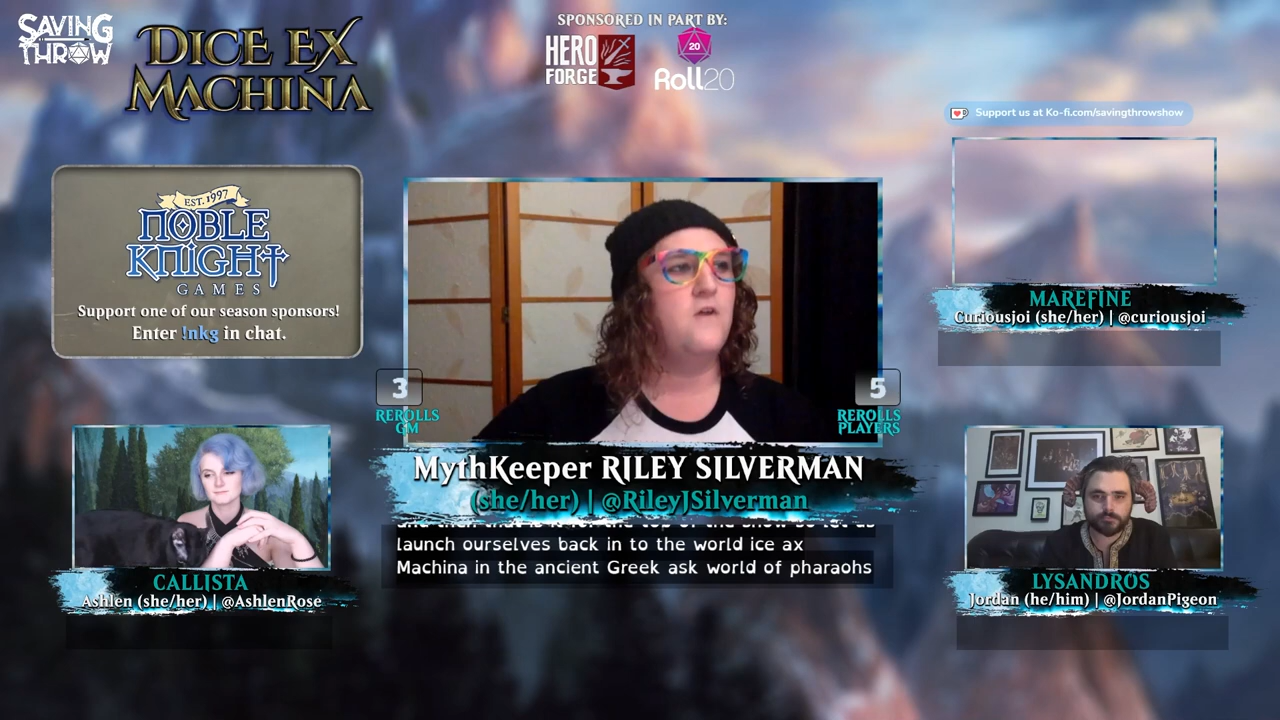 SAVING
THROW
DICE EX
MACHINA
SPONSORED IN PART BY:
HERO
FORGE
20
Roll20
Support us at Ko-fi.com/savingthrowshow
EST. 1997
NOBLE
KNIGHT
GAMES
Support one of our season sponsors!
Enter !nkg in chat.
3
REROLLS
GM
5
REROLLS
PLAYERS
MAREFINE
Curiousjoi (she/her) | @curiousjoi
MythKeeper RILEY SILVERMAN
(she/her) | @RileyJSilverman
launch ourselves back in to the world ice ax
Machina in the ancient Greek ask world of pharaohs
CALLISTA
Ashlen (she/her) | @AshlenRose
LYSANDROS
Jordan (he/him) | @JordanPigeon